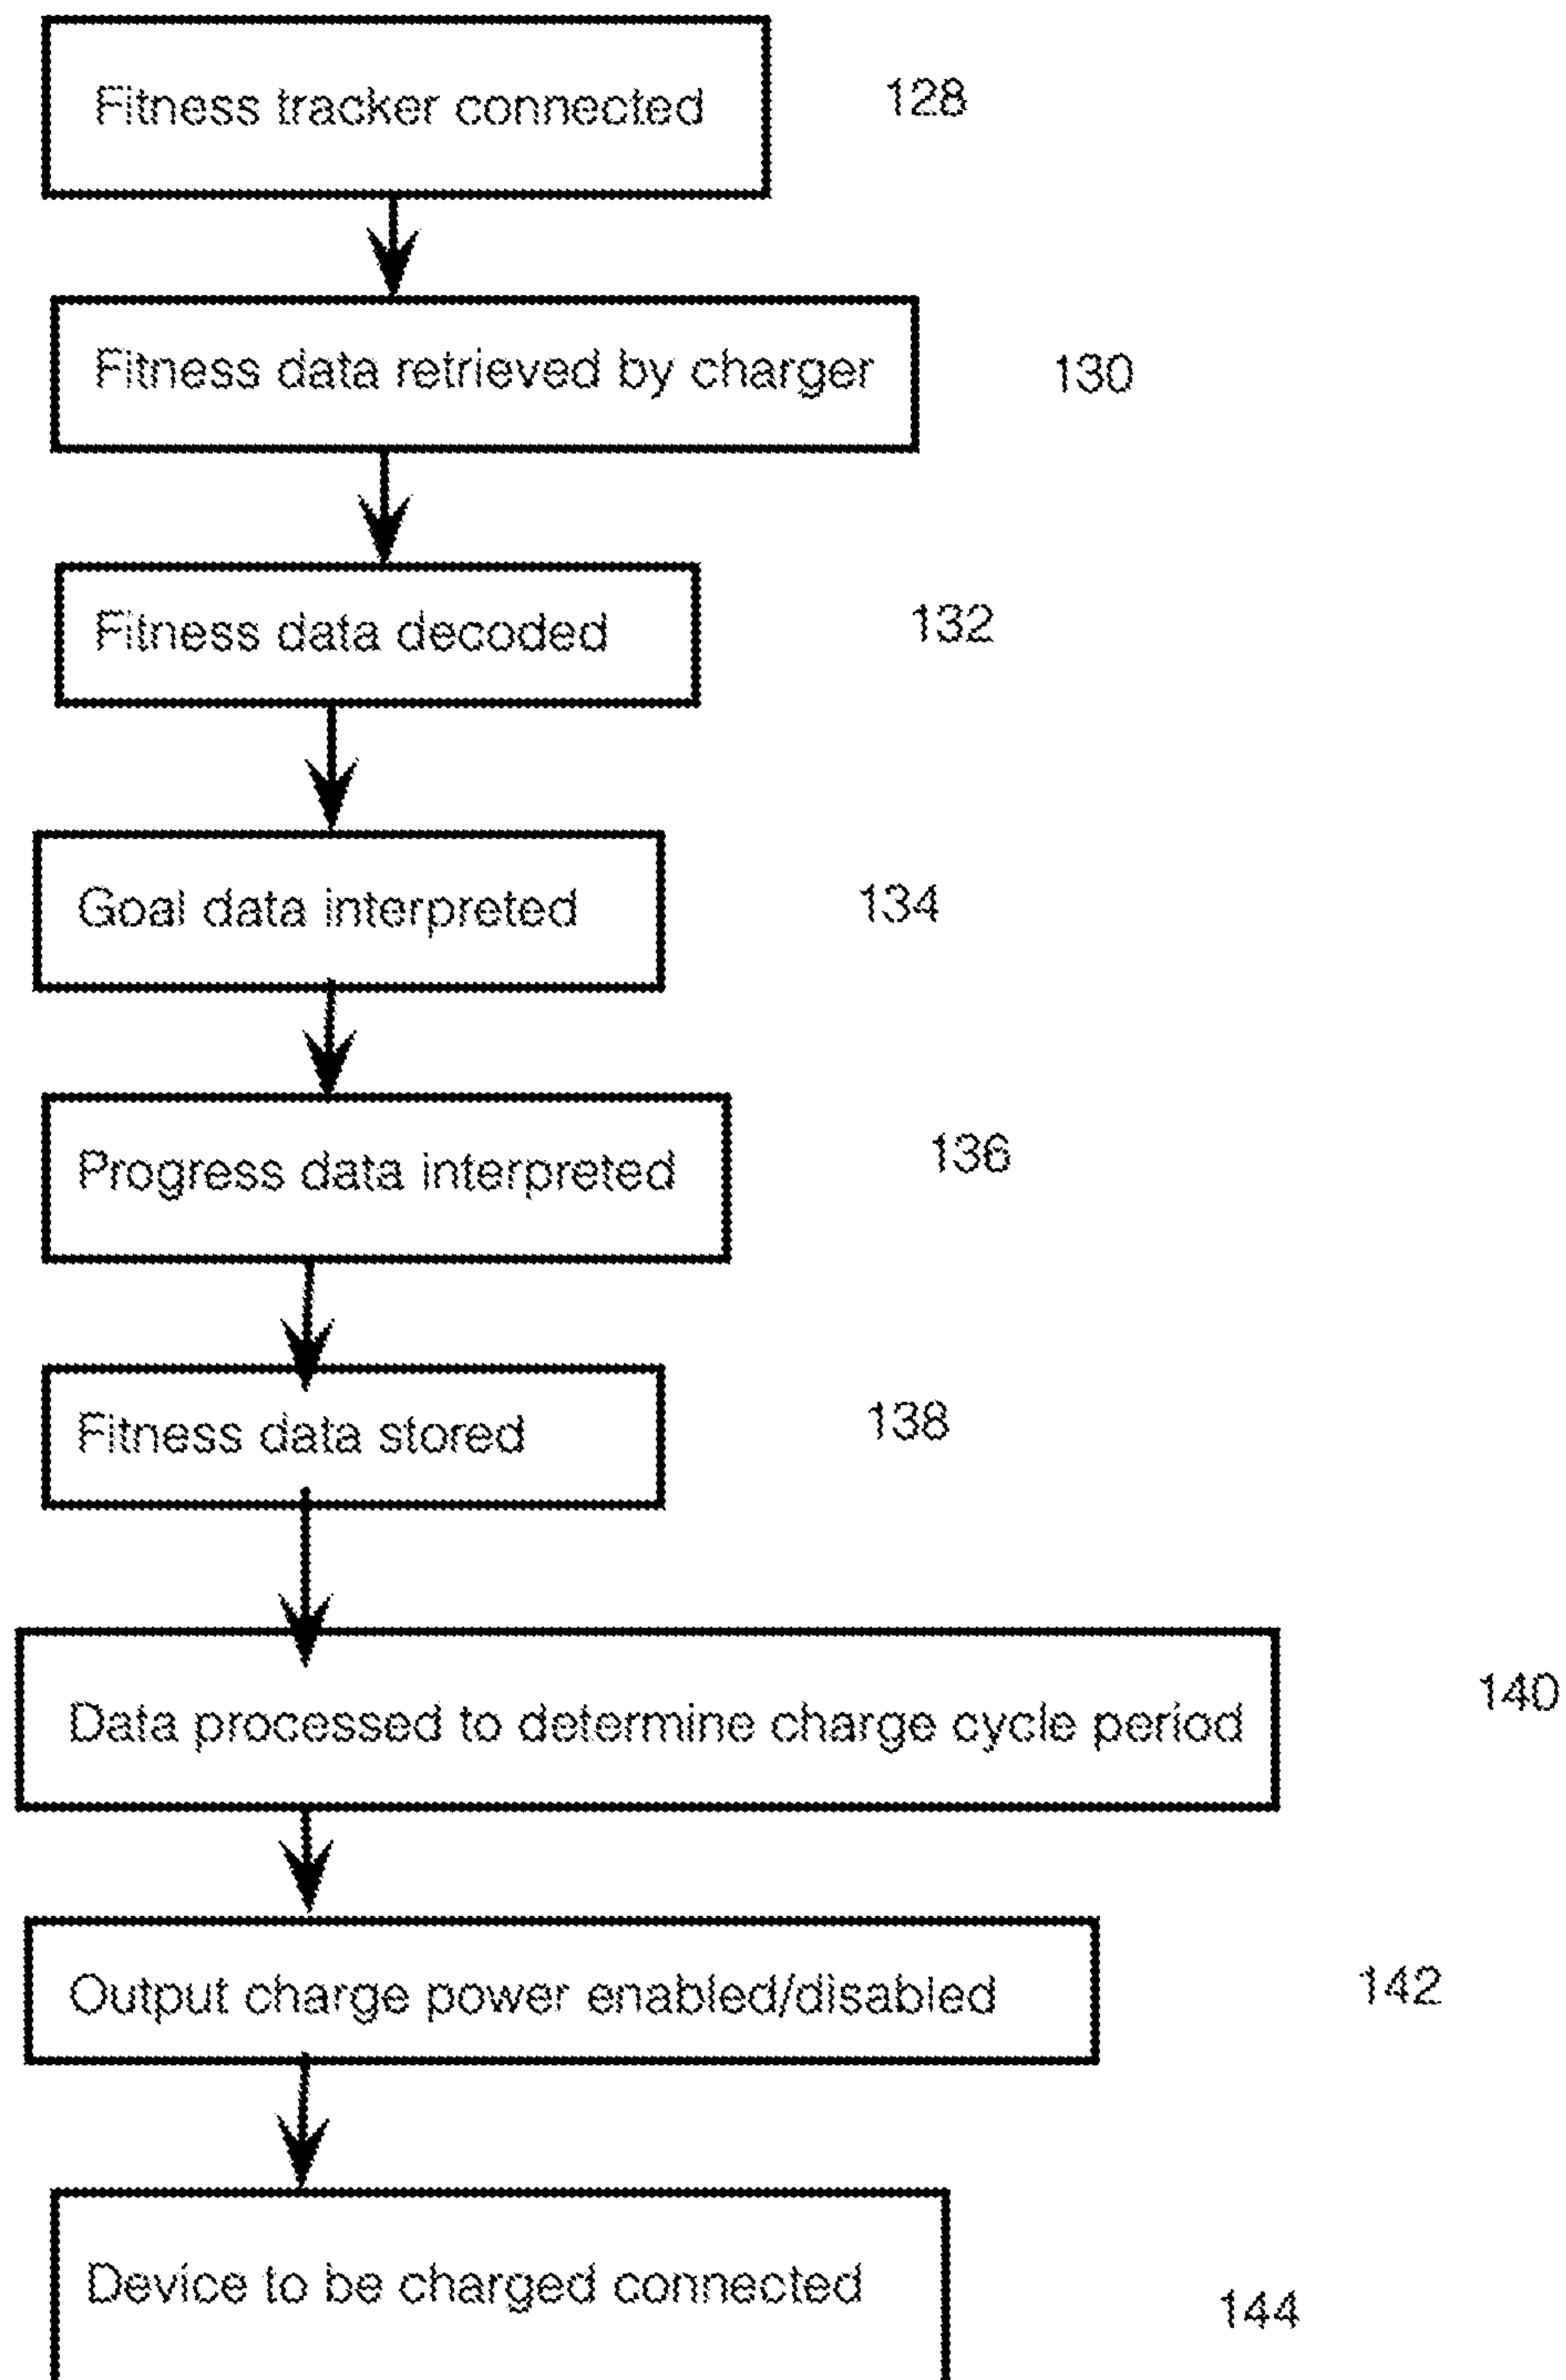 Fitness tracker connected
128
Fitness data retrieved by charger
130
Fitness data decoded
132
Goal data interpreted
134
Progress data interpreted
136
Fitness data stored
138
Data processed to determine charge cycle period
140
Output charge power enabled/disabled
142
Device to be charged connected
144